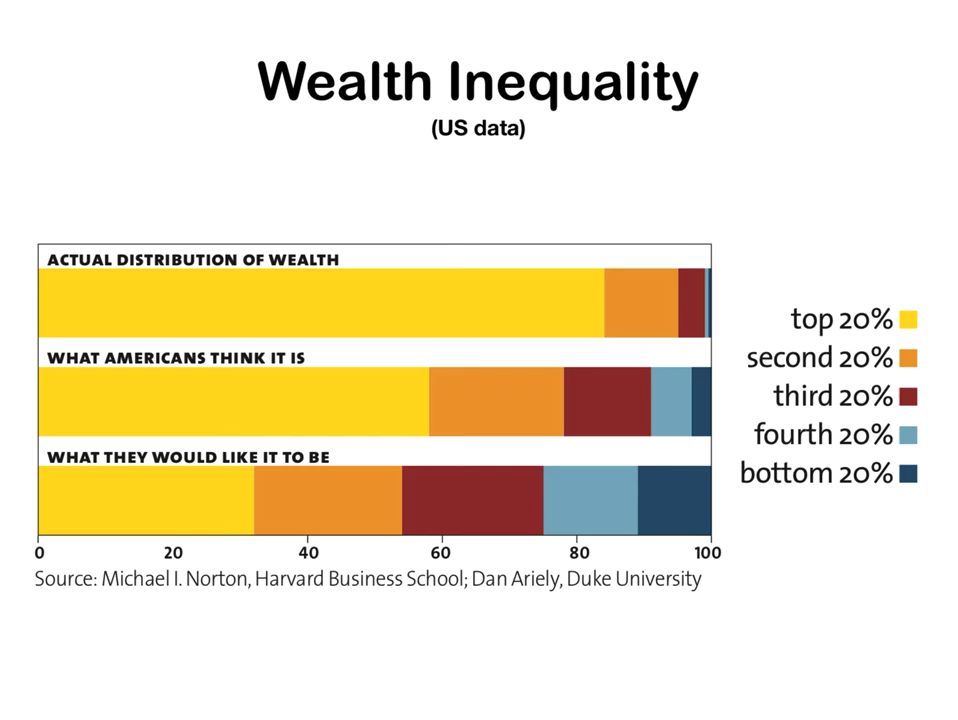 Wealth Inequality
(US data)
ACTUAL DISTRIBUTION OF WEALTH
WHAT AMERICANS THINK IT IS
WHAT THEY WOULD LIKE IT TO BE
0 20 40 60 80 100
top 20%
second 20%
third 20%
fourth 20%
bottom 20%
Source: Michael I. Norton, Harvard Business School; Dan Ariely, Duke University